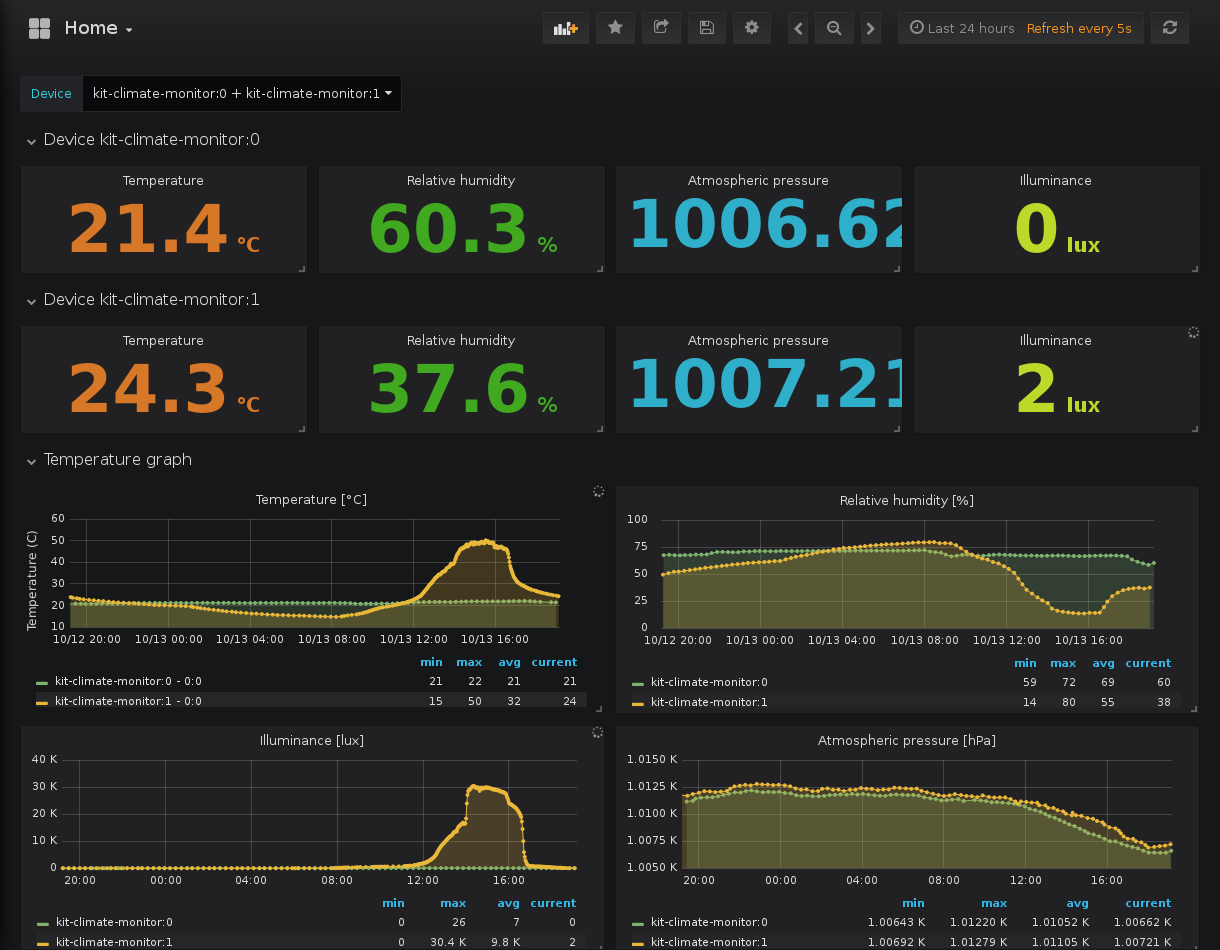 Home
Last 24 hours Refresh every 5s
Device kit-climate-monitor:0 + kit-climate-monitor:1
Device kit-climate-monitor:0
Temperature Relative humidity Atmospheric pressure Illuminance
21.4 °C 60.3 % 1006.62 0 lux
Device kit-climate-monitor:1
Temperature Relative humidity Atmospheric pressure Illuminance
24.3 °C 37.6 % 1007.21 2 lux
Temperature graph
Temperature [°C]
Temperature (C)
60
50
40
30
20
10
10/12 20:00 10/13 00:00 10/13 04:00 10/13 08:00 10/13 12:00 10/13 16:00
min max avg current
kit-climate-monitor:0 - 0:0 21 22 21 21
kit-climate-monitor:1 - 0:0 15 50 32 24
Relative humidity [%]
100
75
50
25
0
10/12 20:00 10/13 00:00 10/13 04:00 10/13 08:00 10/13 12:00 10/13 16:00
min max avg current
kit-climate-monitor:0 59 72 69 60
kit-climate-monitor:1 14 80 55 38
Illuminance [lux]
40 K
30 K
20 K
10 K
0
20:00 00:00 04:00 08:00 12:00 16:00
min max avg current
kit-climate-monitor:0 0 26 7 0
kit-climate-monitor:1 0 30.4 K 9.8 K 2
Atmospheric pressure [hPa]
1.0150 K
1.0125 K
1.0100 K
1.0075 K
1.0050 K
20:00 00:00 04:00 08:00 12:00 16:00
min max avg current
kit-climate-monitor:0 1.00643 K 1.01220 K 1.01052 K 1.00662 K
kit-climate-monitor:1 1.00692 K 1.01279 K 1.01105 K 1.00721 K